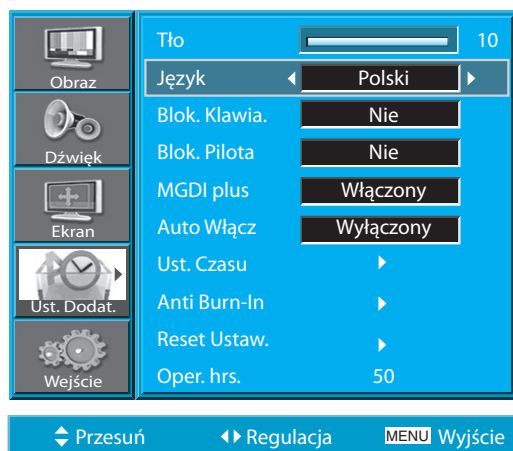 Obraz
Dźwięk
Ekran
Ust. Dodat.
Wejście
Tło 10
Język Polski
Blok. Klawia. Nie
Blok. Pilota Nie
MGDI plus Włączony
Auto Włącz Wyłączony
Ust. Czasu
Anti Burn-In
Reset Ustaw.
Oper. hrs. 50
Przesuń Regulacja MENU Wyjście